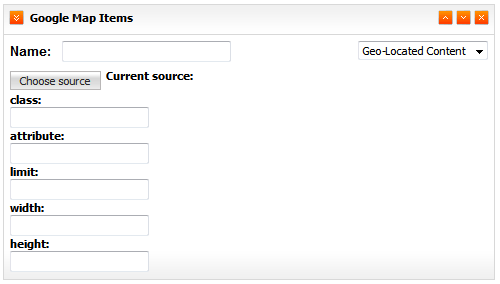 Google Map Items
Name:
Geo-Located Content
Choose source
Current source:
class:
attribute:
limit:
width:
height: